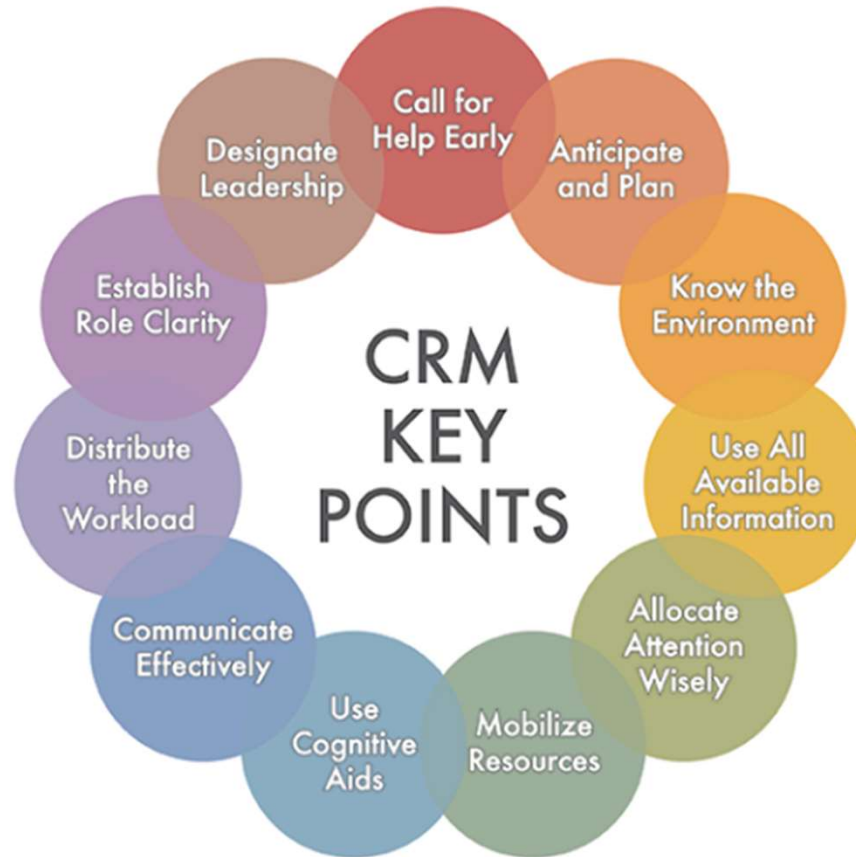 Call for
Help Early
Anticipate
and Plan
Know the
Environment
Use All
Available
Information
Allocate
Attention
Wisely
Mobilize
Resources
Use
Cognitive
Aids
Communicate
Effectively
Distribute
the
Workload
Establish
Role Clarity
Designate
Leadership
CRM
KEY
POINTS